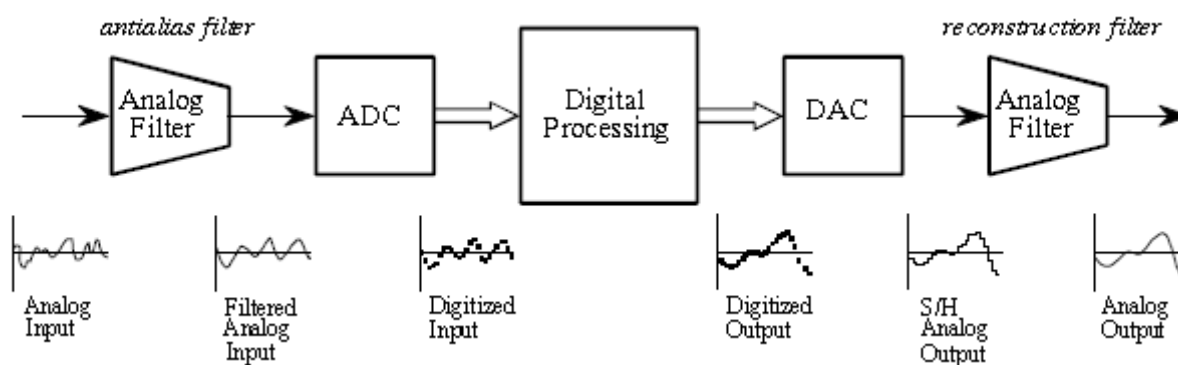 antialias filter
reconstruction filter
Analog
Filter
ADC
Digital
Processing
DAC
Analog
Filter
Analog
Input
Filtered
Analog
Input
Digitized
Input
Digitized
Output
S/H
Analog
Output
Analog
Output